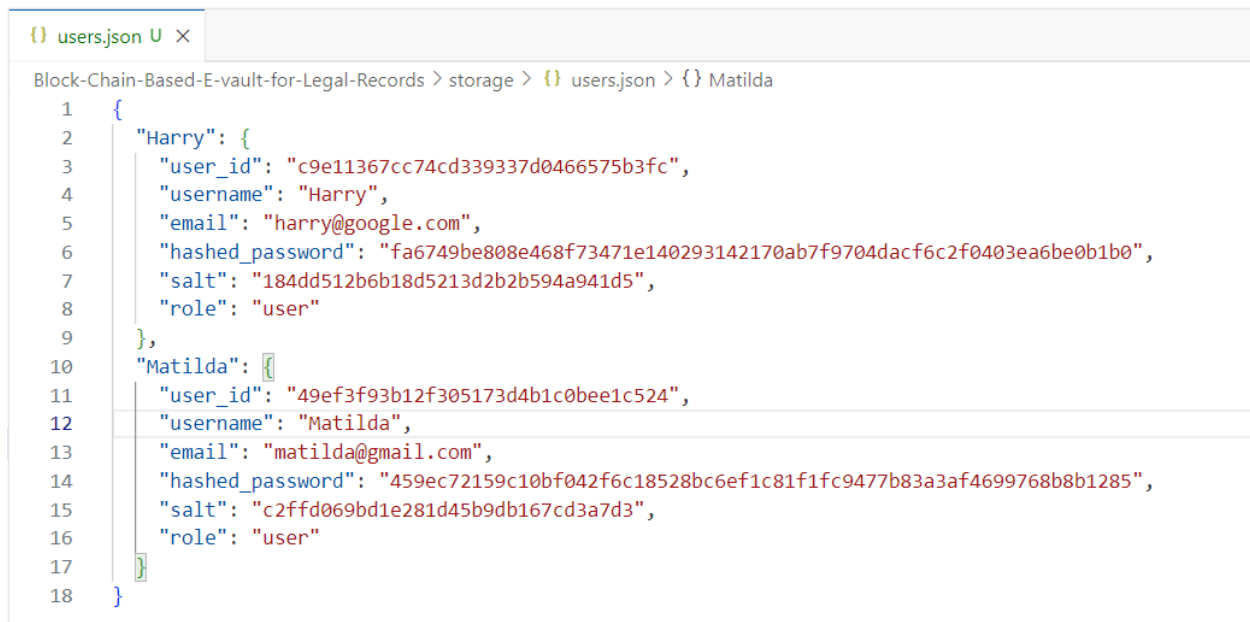 {} users.json U ×
Block-Chain-Based-E-vault-for-Legal-Records > storage > {} users.json > {} Matilda
1 {
2 "Harry": {
3 "user_id": "c9e11367cc74cd339337d0466575b3fc",
4 "username": "Harry",
5 "email": "harry@google.com",
6 "hashed_password": "fa6749be808e468f73471e140293142170ab7f9704dacf6c2f0403ea6be0b1b0",
7 "salt": "184dd512b6b18d5213d2b2b594a941d5",
8 "role": "user"
9 },
10 "Matilda": {
11 "user_id": "49ef3f93b12f305173d4b1c0bee1c524",
12 "username": "Matilda",
13 "email": "matilda@gmail.com",
14 "hashed_password": "459ec72159c10bf042f6c18528bc6ef1c81f1fc9477b83a3af4699768b8b1285",
15 "salt": "c2ffd069bd1e281d45b9db167cd3a7d3",
16 "role": "user"
17 }
18 }